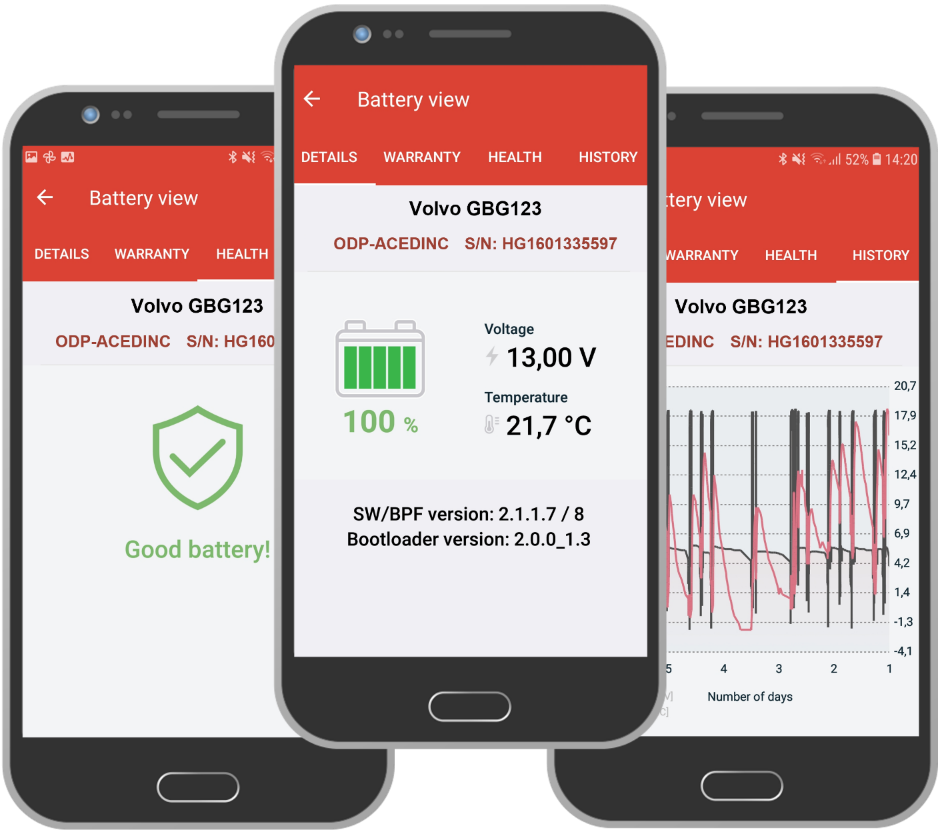 Battery view
DETAILS WARRANTY HEALTH
Volvo GBG123
ODP-ACEDINC S/N: HG160
Good battery!
Battery view
DETAILS WARRANTY HEALTH HISTORY
Volvo GBG123
ODP-ACEDINC S/N: HG1601335597
100 %
Voltage
13,00 V
Temperature
21,7 °C
SW/BPF version: 2.1.1.7 / 8
Bootloader version: 2.0.0_1.3
52% 14:20
tery view
WARRANTY HEALTH HISTORY
Volvo GBG123
EDINC S/N: HG1601335597
20,7
17,9
15,2
12,4
9,7
6,9
4,2
1,4
-1,3
-4,1
5 4 3 2 1
Number of days